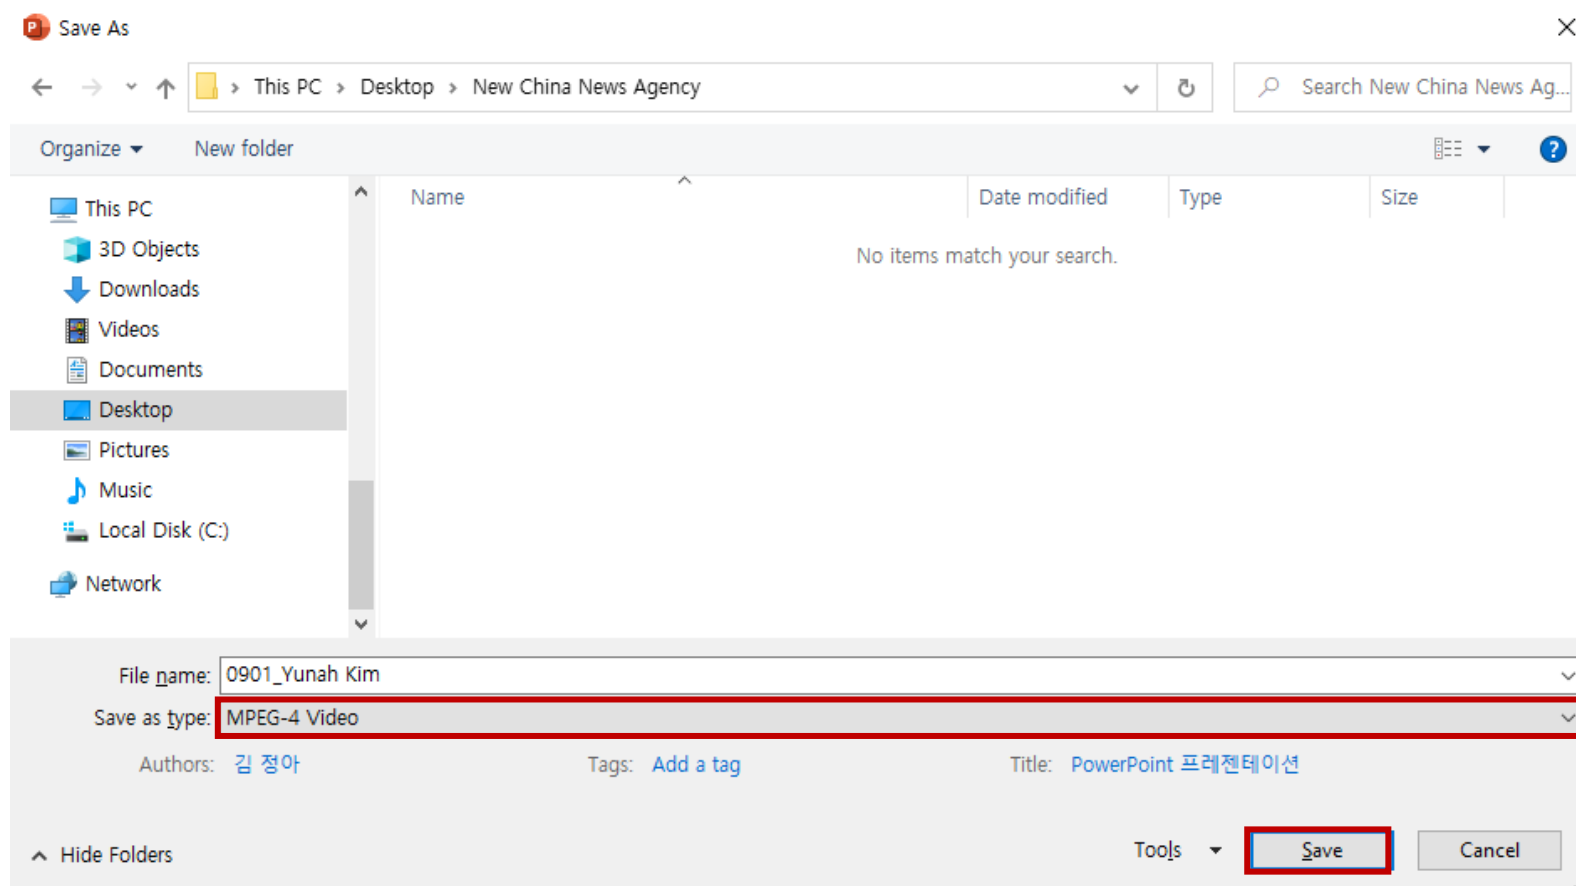 Save As
This PC > Desktop > New China News Agency
Search New China News Ag...
Organize
New folder
Name
Date modified
Type
Size
No items match your search.
This PC
3D Objects
Downloads
Videos
Documents
Desktop
Pictures
Music
Local Disk (C:)
Network
File name: 0901_Yunah Kim
Save as type: MPEG-4 Video
Authors: 김 정아
Tags: Add a tag
Title: PowerPoint 프레젠테이션
Hide Folders
Tools
Save
Cancel